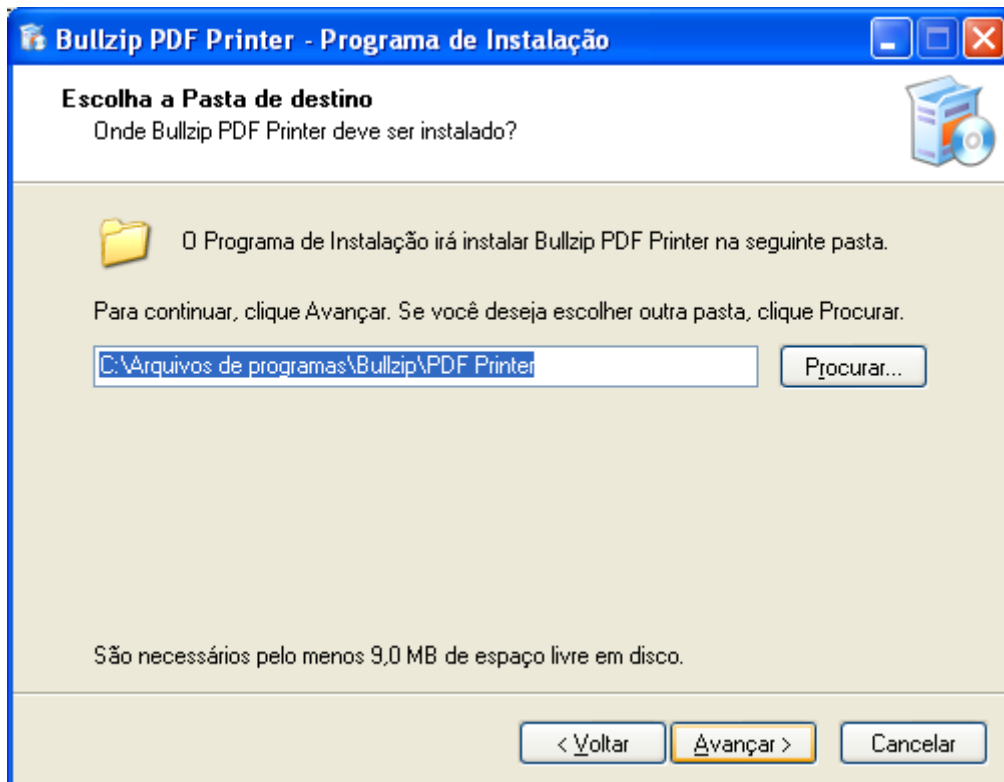 Bullzip PDF Printer - Programa de Instalação
Escolha a Pasta de destino
Onde Bullzip PDF Printer deve ser instalado?
O Programa de Instalação irá instalar Bullzip PDF Printer na seguinte pasta.
Para continuar, clique Avançar. Se você deseja escolher outra pasta, clique Procurar.
C:\Arquivos de programas\Bullzip\PDF Printer
Procurar...
São necessários pelo menos 9,0 MB de espaço livre em disco.
< Voltar
Avançar >
Cancelar